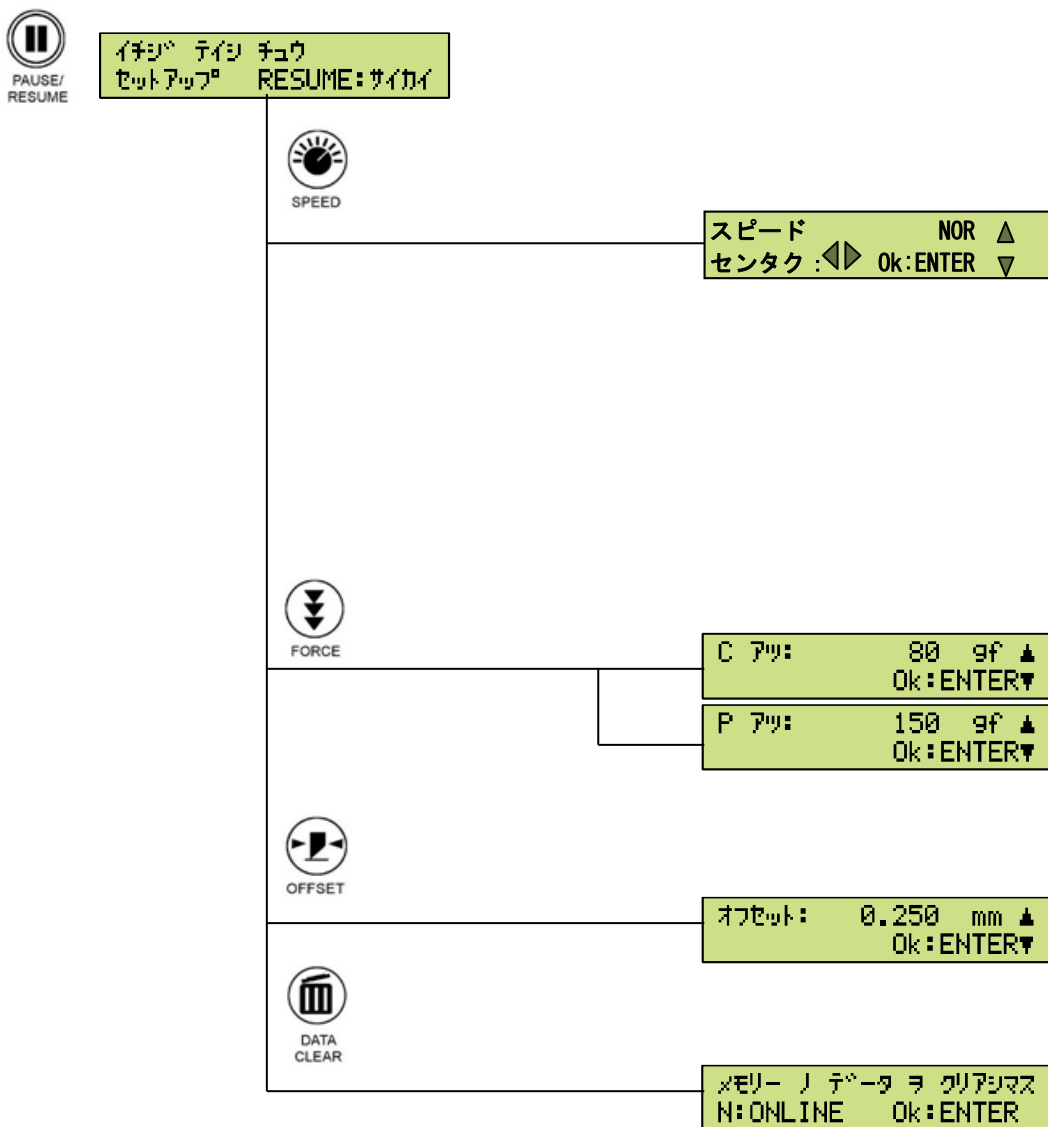 PAUSE/
RESUME
イチジ テイシ チュウ
セットアップ RESUME:サイカイ
SPEED
スピード NOR △
センタク:◁▷ Ok:ENTER ▽
FORCE
C アツ: 80 gf ▲
Ok:ENTER▼
P アツ: 150 gf ▲
Ok:ENTER▼
OFFSET
オフセット: 0.250 mm ▲
Ok:ENTER▼
DATA
CLEAR
メモリー ノ データ ヲ クリアシマス
N:ONLINE Ok:ENTER